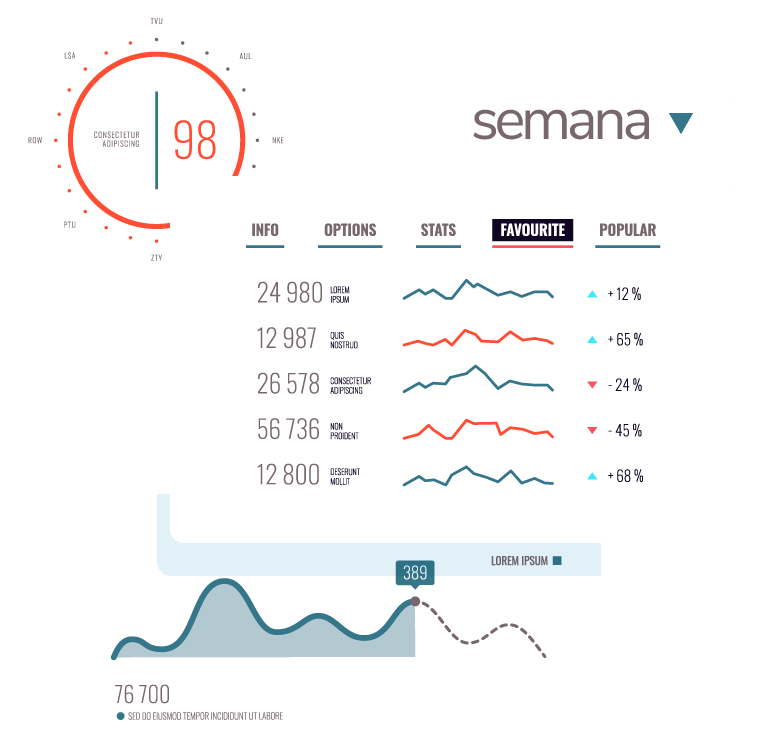 TVU
LSA
AUL
CONSECTETUR
ADIPISCING
98
ROW
NKE
PTU
ZTY
semana
INFO OPTIONS STATS FAVOURITE POPULAR
24 980 LOREM
IPSUM
+ 12 %
12 987 QUIS
NOSTRUD
+ 65 %
26 578 CONSECTETUR
ADIPISCING
- 24 %
56 736 NON
PROIDENT
- 45 %
12 800 DESERUNT
MOLLIT
+ 68 %
LOREM IPSUM
389
76 700
SED DO EIUSMOD TEMPOR INCIDIDUNT UT LABORE